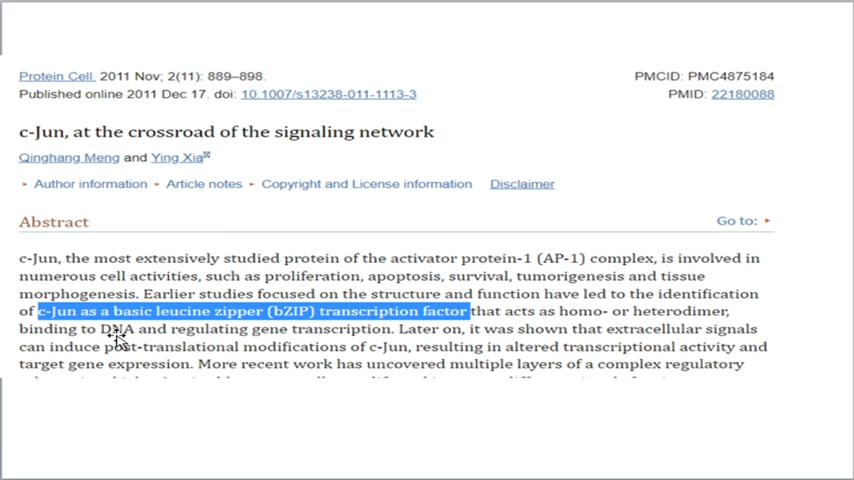 Protein Cell. 2011 Nov; 2(11): 889–898.
PMCID: PMC4875184
Published online 2011 Dec 17. doi: 10.1007/s13238-011-1113-3
PMID: 22180088
c-Jun, at the crossroad of the signaling network
Qinghang Meng and Ying Xia
Author information Article notes Copyright and License information Disclaimer
Abstract
Go to:
c-Jun, the most extensively studied protein of the activator protein-1 (AP-1) complex, is involved in
numerous cell activities, such as proliferation, apoptosis, survival, tumorigenesis and tissue
morphogenesis. Earlier studies focused on the structure and function have led to the identification
of c-Jun as a basic leucine zipper (bZIP) transcription factor that acts as homo- or heterodimer,
binding to DNA and regulating gene transcription. Later on, it was shown that extracellular signals
can induce post-translational modifications of c-Jun, resulting in altered transcriptional activity and
target gene expression. More recent work has uncovered multiple layers of a complex regulatory